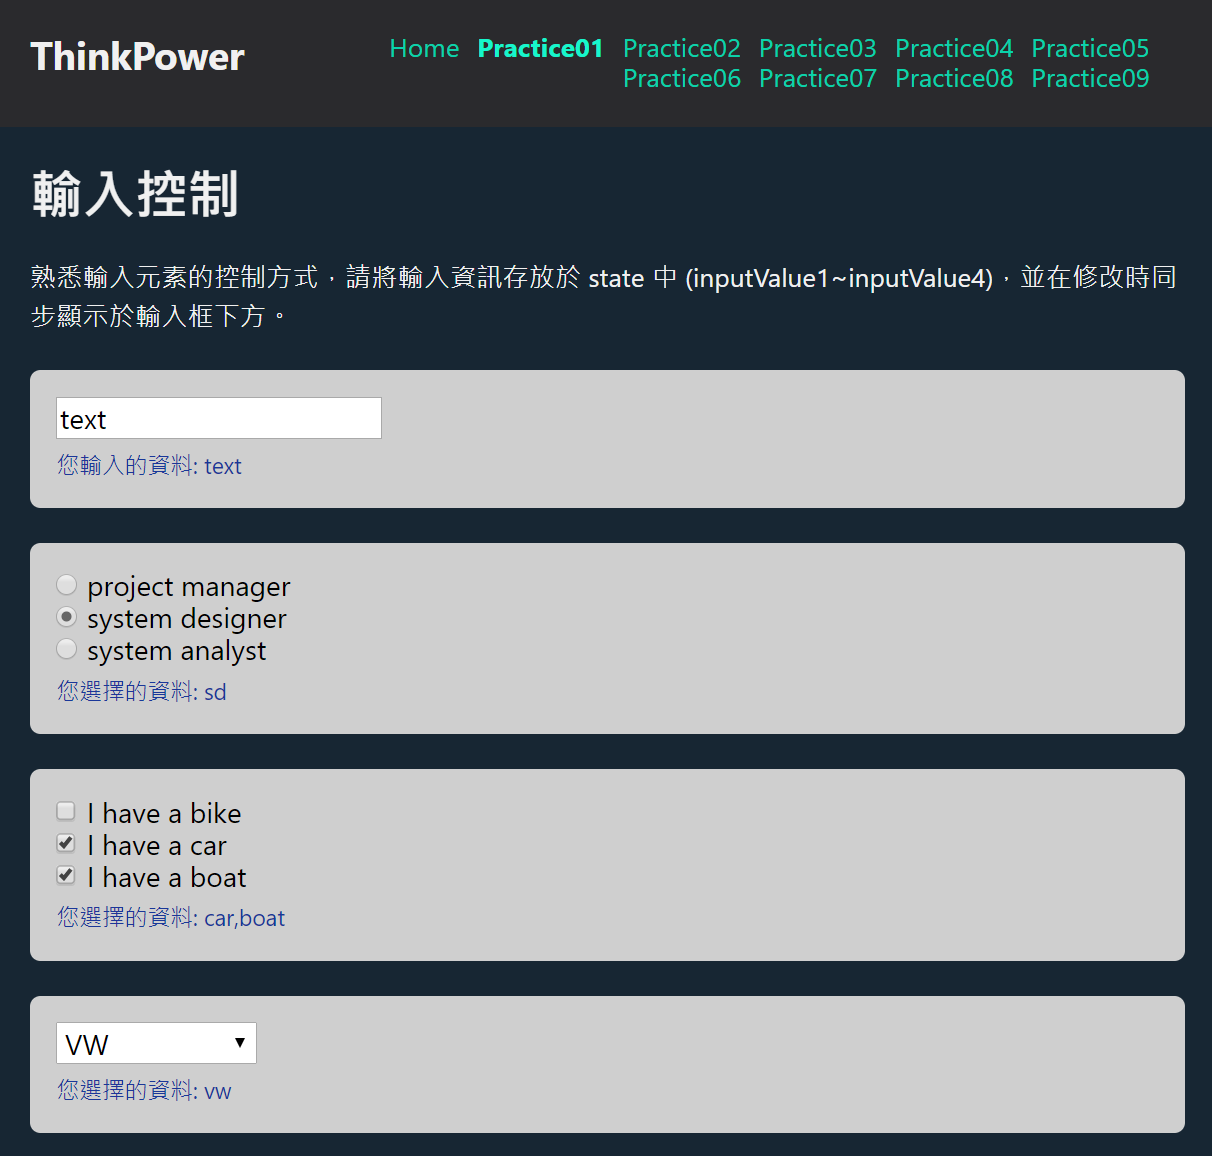 ThinkPower
Home Practice01 Practice02 Practice03 Practice04 Practice05
Practice06 Practice07 Practice08 Practice09
輸入控制
熟悉輸入元素的控制方式，請將輸入資訊存放於 state 中 (inputValue1~inputValue4)，並在修改時同
步顯示於輸入框下方。
text
您輸入的資料: text
project manager
system designer
system analyst
您選擇的資料: sd
I have a bike
I have a car
I have a boat
您選擇的資料: car,boat
VW
您選擇的資料: vw